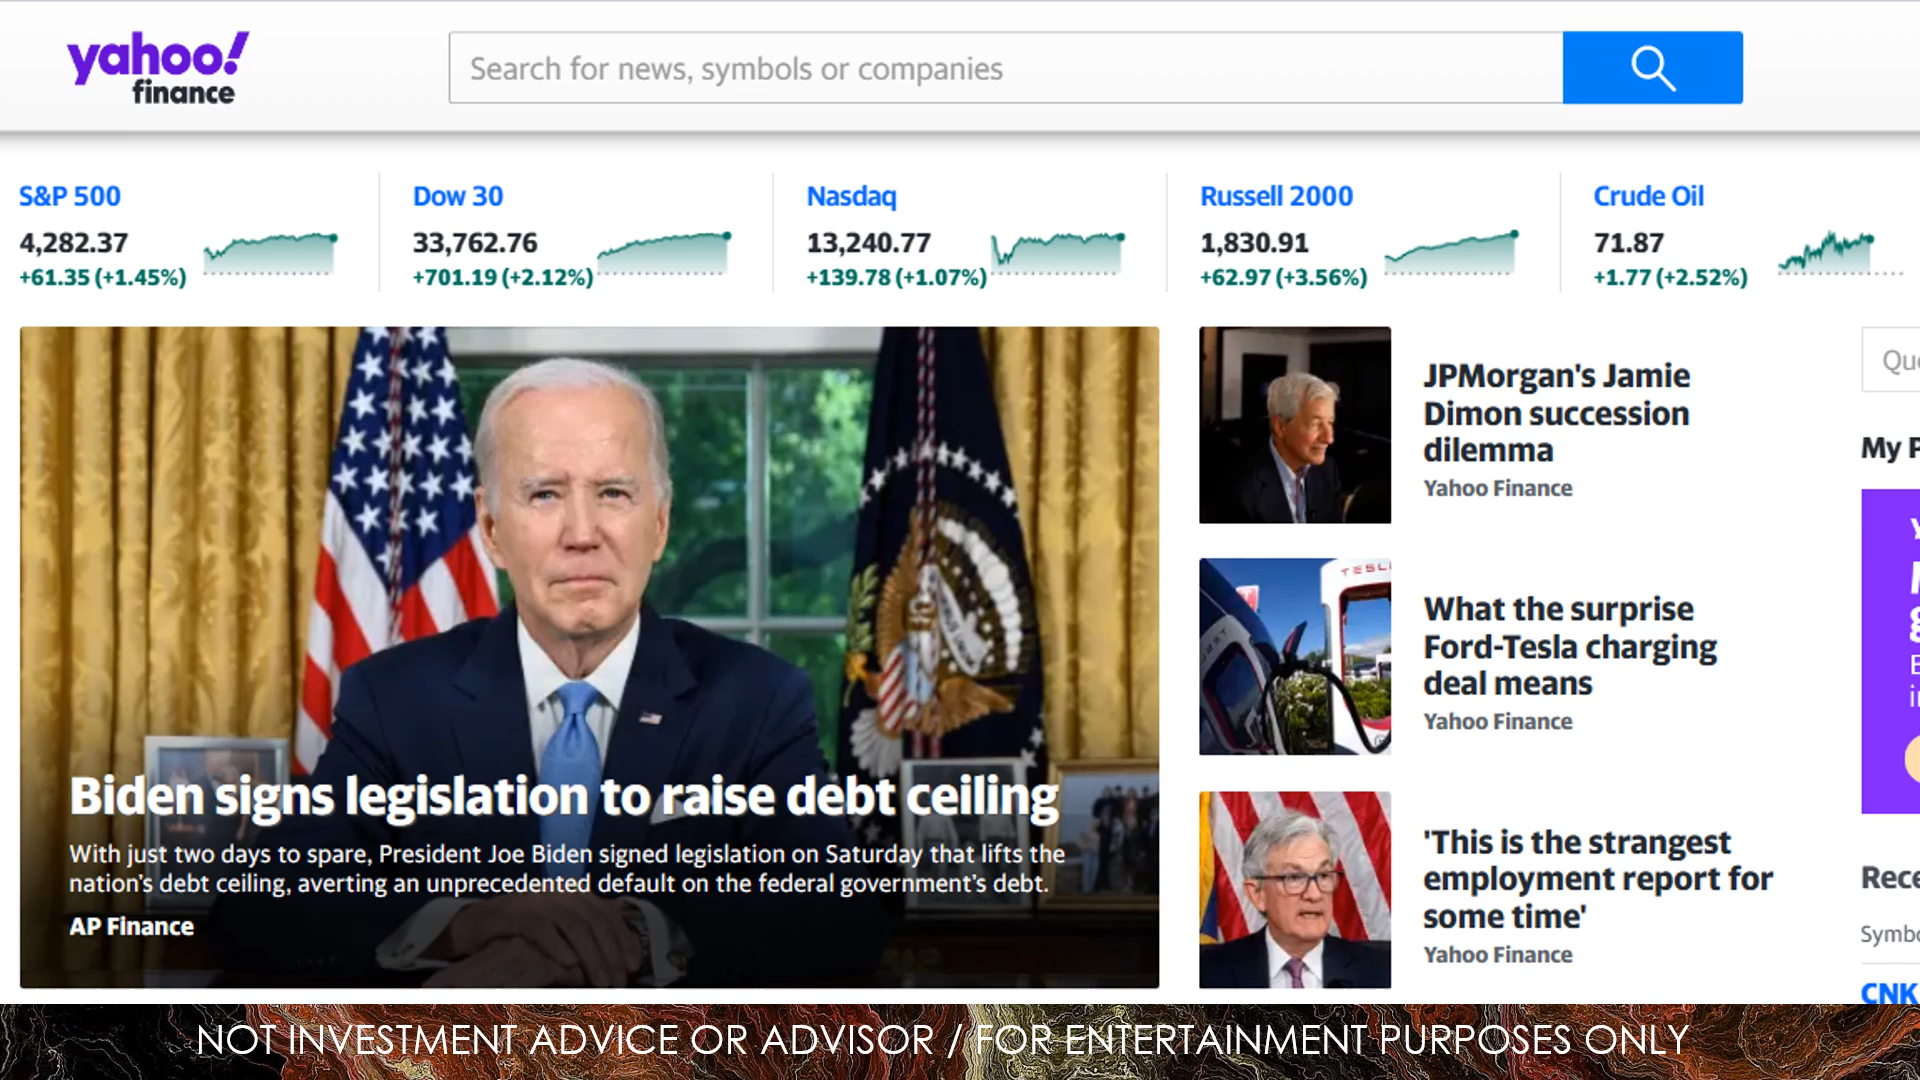 yahoo!
finance
Search for news, symbols or companies
S&P 500
4,282.37
+61.35 (+1.45%)
Dow 30
33,762.76
+701.19 (+2.12%)
Nasdaq
13,240.77
+139.78 (+1.07%)
Russell 2000
1,830.91
+62.97 (+3.56%)
Crude Oil
71.87
+1.77 (+2.52%)
Biden signs legislation to raise debt ceiling
With just two days to spare, President Joe Biden signed legislation on Saturday that lifts the
nation's debt ceiling, averting an unprecedented default on the federal government's debt.
AP Finance
JPMorgan's Jamie
Dimon succession
dilemma
Yahoo Finance
TESL
What the surprise
Ford-Tesla charging
deal means
Yahoo Finance
'This is the strangest
employment report for
some time'
Yahoo Finance
Que
My P
Rece
Symbo
CNK
NOT INVESTMENT ADVICE OR ADVISOR / FOR ENTERTAINMENT PURPOSES ONLY